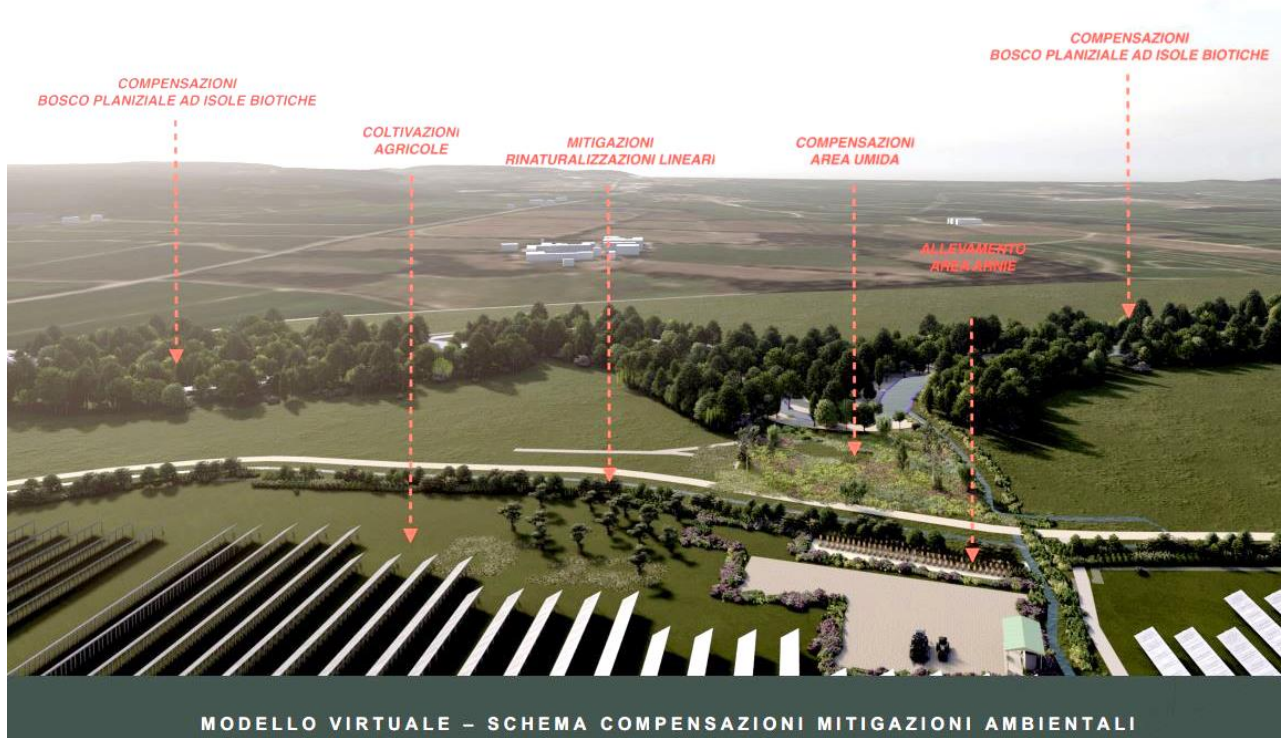 COMPENSAZIONI
BOSCO PLANIZIALE AD ISOLE BIOTICHE
COLTIVAZIONI
AGRICOLE
MITIGAZIONI
RINATURALIZZAZIONI LINEARI
COMPENSAZIONI
AREA UMIDA
COMPENSAZIONI
BOSCO PLANIZIALE AD ISOLE BIOTICHE
ALLEVAMENTO
AREA ARNIE
MODELLO VIRTUALE – SCHEMA COMPENSAZIONI MITIGAZIONI AMBIENTALI